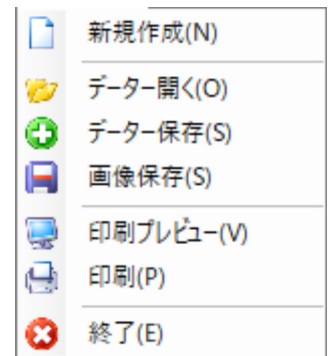 新規作成(N)
データー開く(O)
データー保存(S)
画像保存(S)
印刷プレビュー(V)
印刷(P)
終了(E)